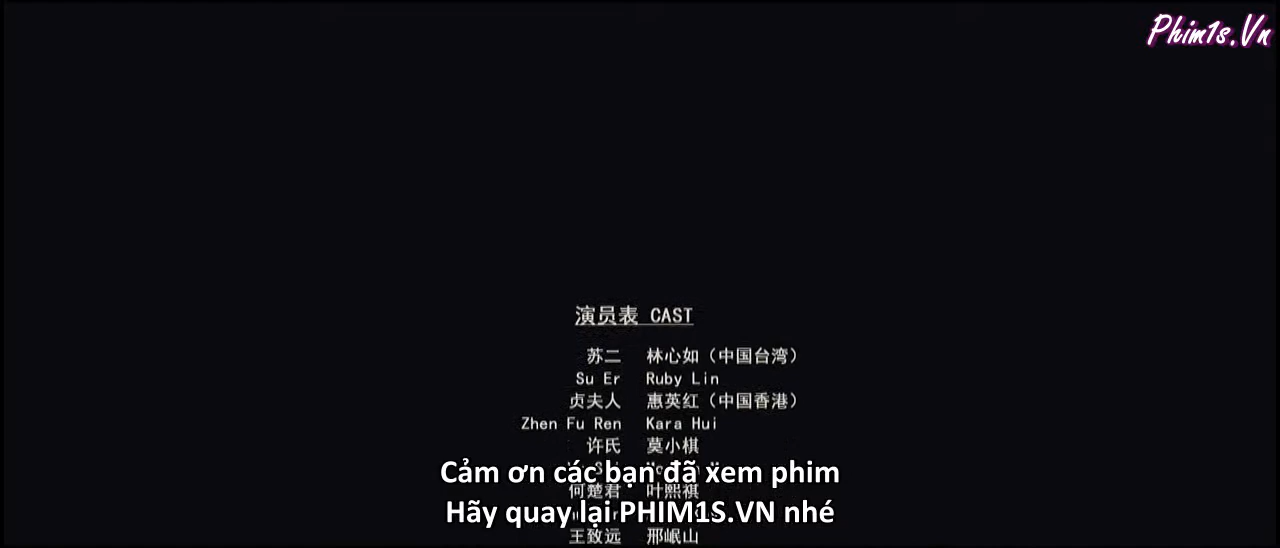 Phim1s.Vn
演员表 CAST
苏二 林心如（中国台湾）
Su Er Ruby Lin
贞夫人 惠英红（中国香港）
Zhen Fu Ren Kara Hui
许氏 莫小棋
Cảm ơn các bạn đã xem phim
何楚君 叶熙祺
Hãy quay lại PHIM1S.VN nhé
王致远 邢岷山